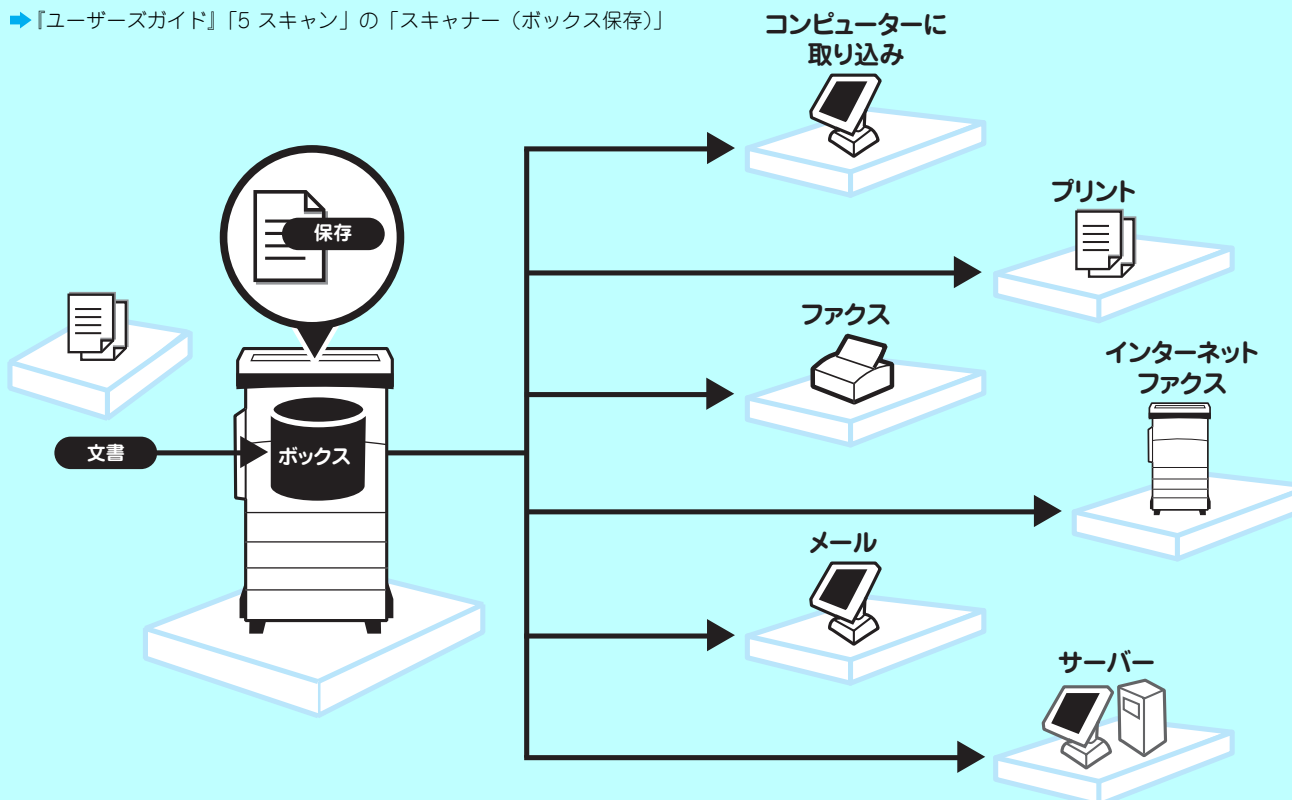 『ユーザーズガイド』「5 スキャン」の「スキャナー（ボックス保存）」
コンピューターに
取り込み
プリント
保存
ファクス
インターネット
ファクス
文書
ボックス
メール
サーバー